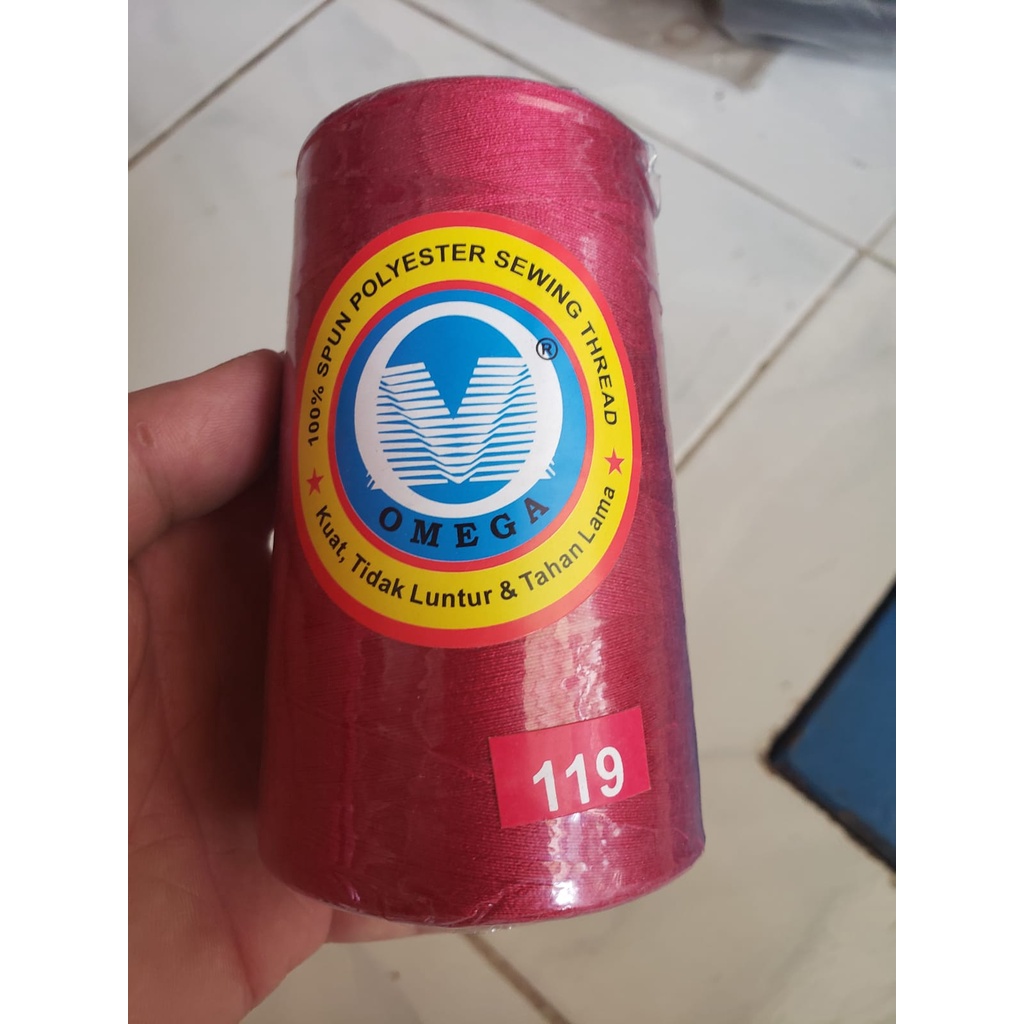 100% SPUN POLYESTER SEWING THREAD
®
OMEGA
★ Kuat, Tidak Luntur & Tahan Lama ★
119